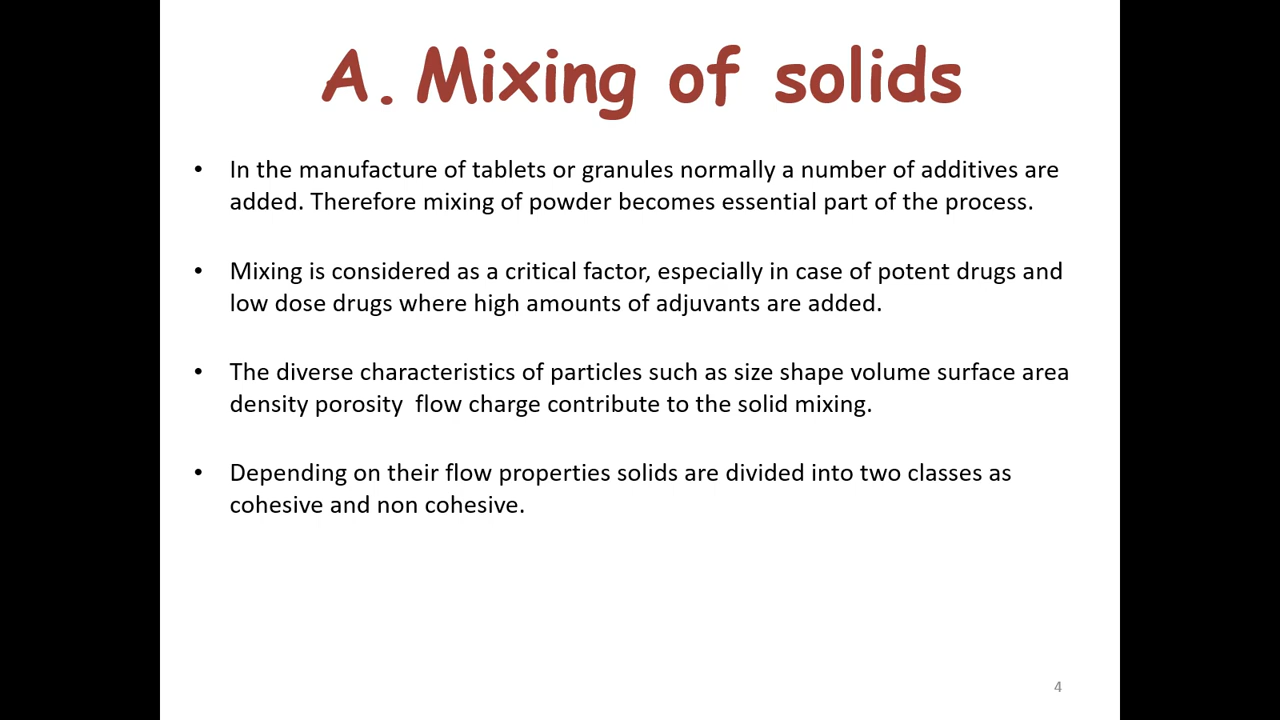 A. Mixing of solids
• In the manufacture of tablets or granules normally a number of additives are
added. Therefore mixing of powder becomes essential part of the process.
• Mixing is considered as a critical factor, especially in case of potent drugs and
low dose drugs where high amounts of adjuvants are added.
• The diverse characteristics of particles such as size shape volume surface area
density porosity  flow charge contribute to the solid mixing.
• Depending on their flow properties solids are divided into two classes as
cohesive and non cohesive.
4